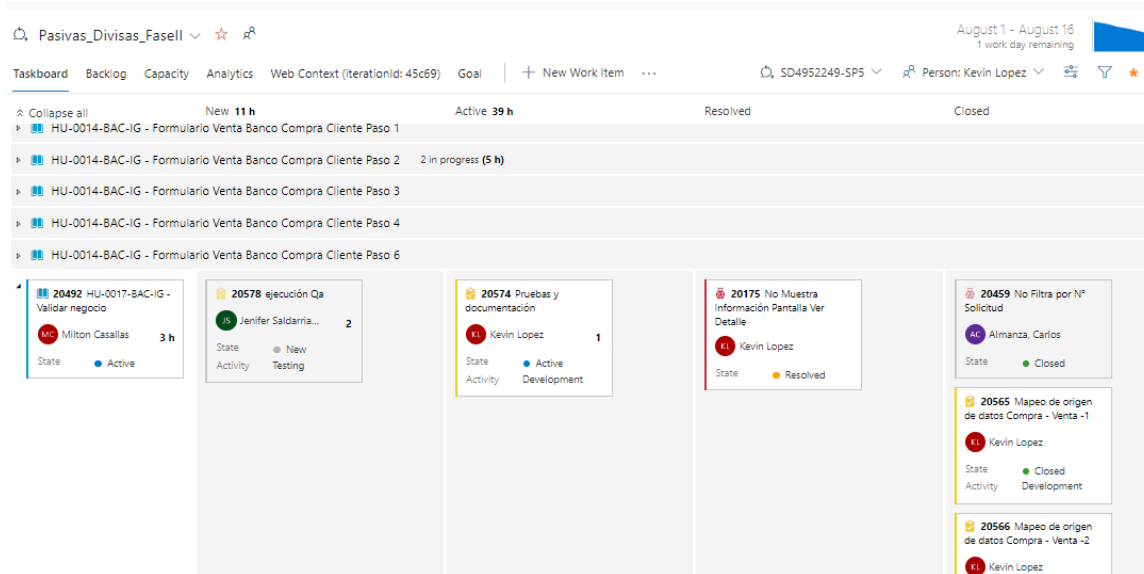 Pasivas_Divisas_FaseII
August 1 - August 16
1 work day remaining
Taskboard Backlog Capacity Analytics Web Context (iterationId: 45c69) Goal + New Work Item ... SD4952249-SP5 Person: Kevin Lopez
Collapse all New 11 h Active 39 h Resolved Closed
HU-0014-BAC-IG - Formulario Venta Banco Compra Cliente Paso 1
HU-0014-BAC-IG - Formulario Venta Banco Compra Cliente Paso 2 2 in progress (5 h)
HU-0014-BAC-IG - Formulario Venta Banco Compra Cliente Paso 3
HU-0014-BAC-IG - Formulario Venta Banco Compra Cliente Paso 4
HU-0014-BAC-IG - Formulario Venta Banco Compra Cliente Paso 6
20492 HU-0017-BAC-IG -
Validar negocio
MC Milton Casallas 3 h
State Active
20578 ejecución Qa
JS Jenifer Saldarria... 2
State New
Activity Testing
20574 Pruebas y
documentación
KL Kevin Lopez 1
State Active
Activity Development
20175 No Muestra
Información Pantalla Ver
Detalle
KL Kevin Lopez
State Resolved
20459 No Filtra por N°
Solicitud
AC Almanza, Carlos
State Closed
20565 Mapeo de origen
de datos Compra - Venta -1
KL Kevin Lopez
State Closed
Activity Development
20566 Mapeo de origen
de datos Compra - Venta -2
KL Kevin Lopez